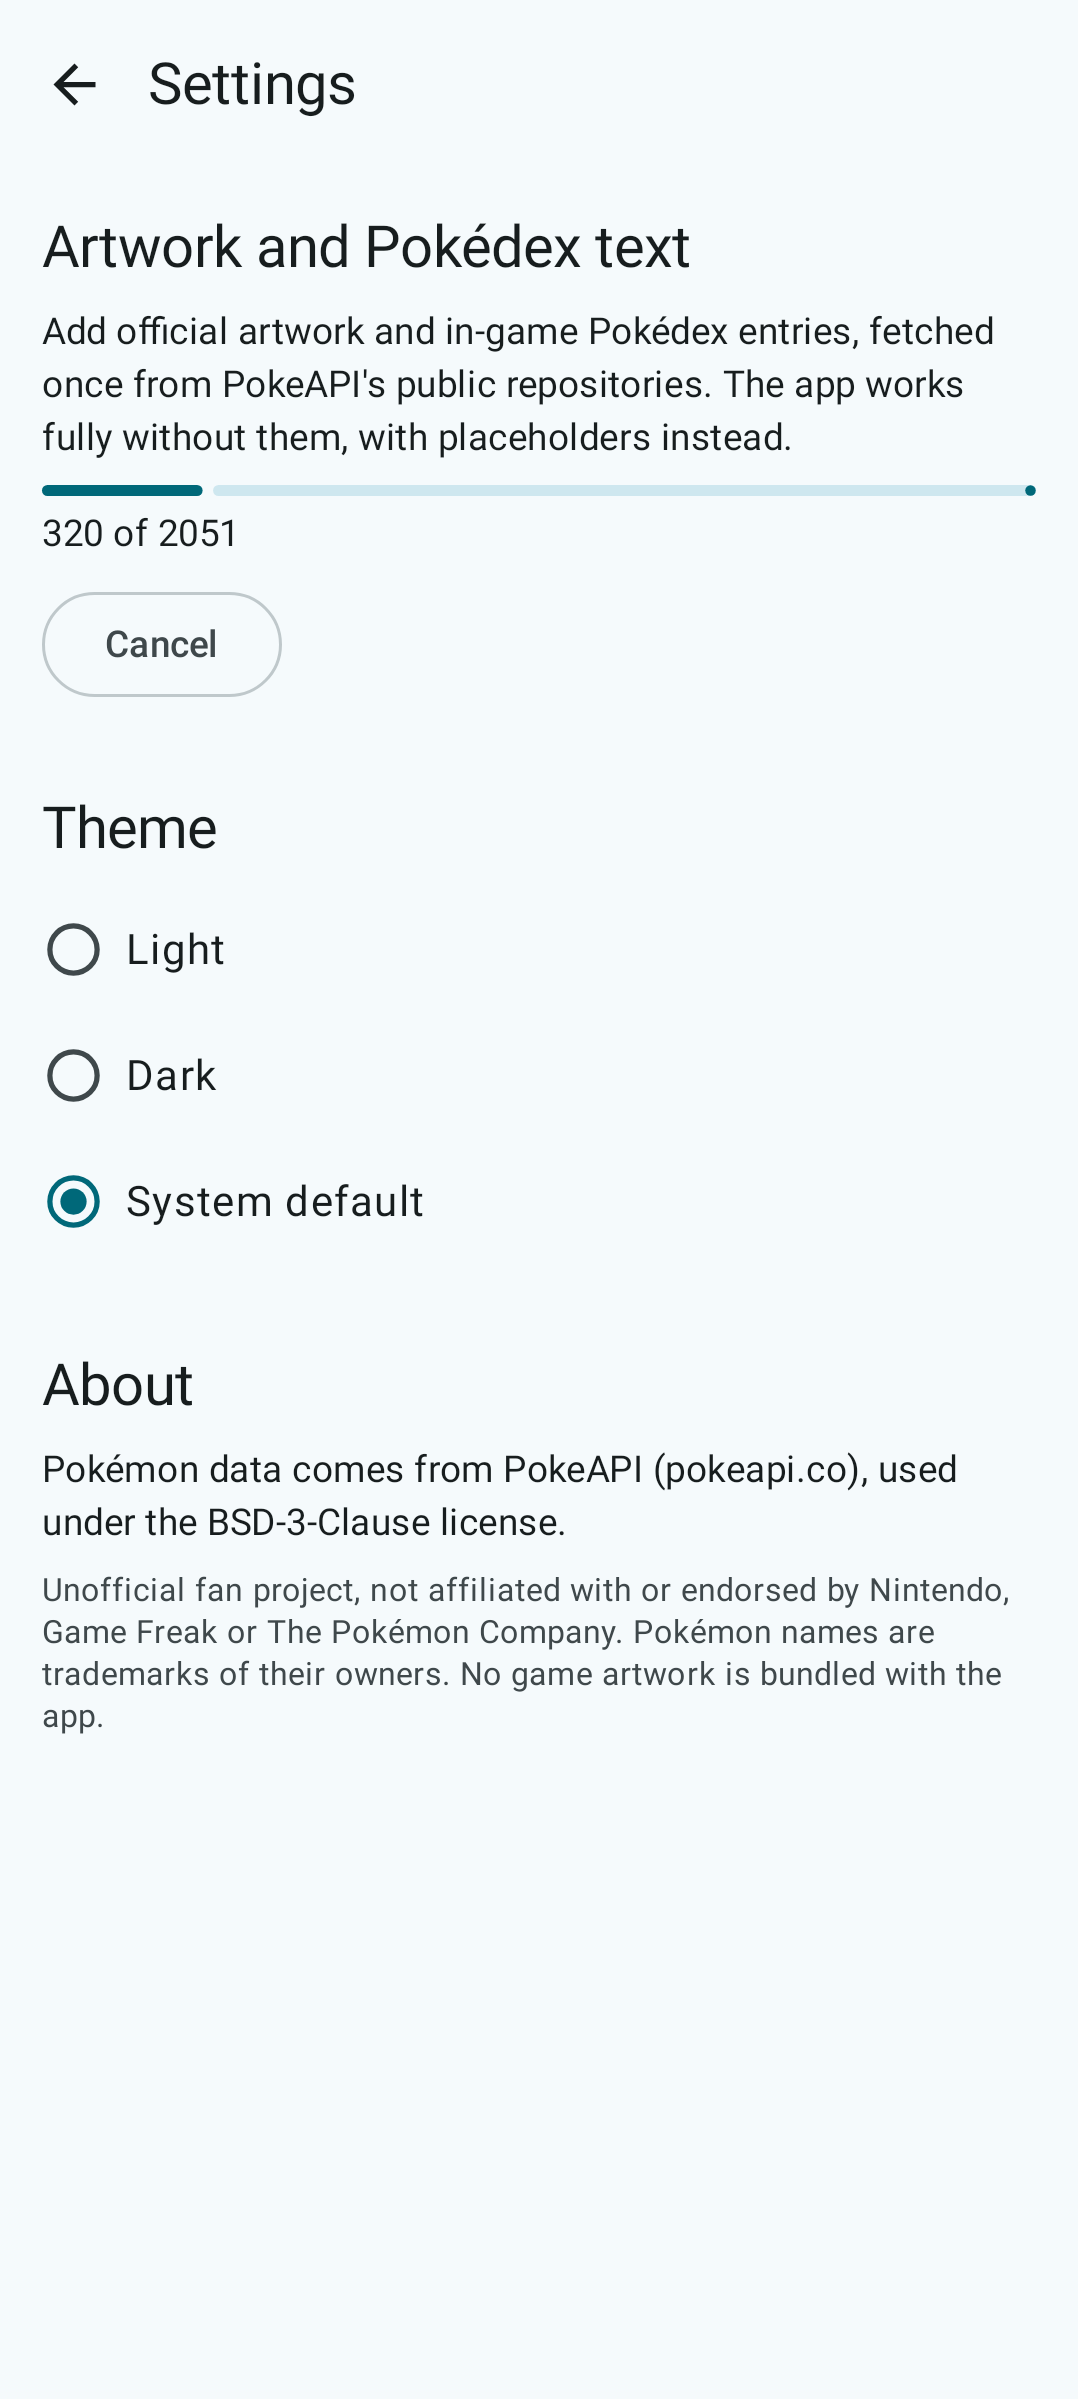 Settings
Artwork and Pokédex text
Add official artwork and in-game Pokédex entries, fetched
once from PokeAPI's public repositories. The app works
fully without them, with placeholders instead.
320 of 2051
Cancel
Theme
Light
Dark
System default
About
Pokémon data comes from PokeAPI (pokeapi.co), used
under the BSD-3-Clause license.
Unofficial fan project, not affiliated with or endorsed by Nintendo,
Game Freak or The Pokémon Company. Pokémon names are
trademarks of their owners. No game artwork is bundled with the
app.